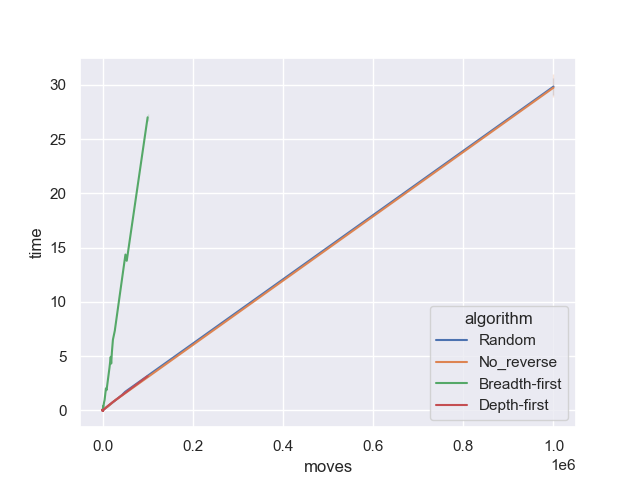 30
25
20
15
10
5
0
time
0.0 0.2 0.4 0.6 0.8 1.0
moves
1e6
algorithm
Random
No_reverse
Breadth-first
Depth-first